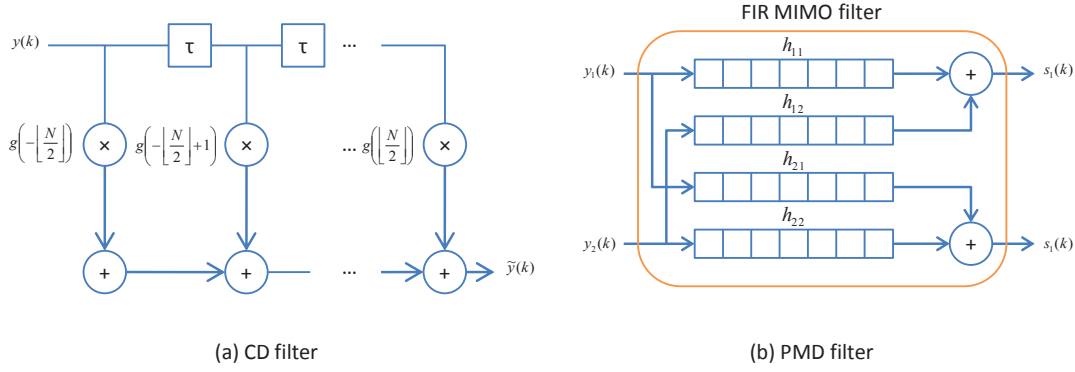 FIR MIMO filter
y(k) τ τ ...
g(-⌊N/2⌋) × g(-⌊N/2⌋+1) × ... g(⌊N/2⌋) ×
+ + ... + ỹ(k)
h₁₁
y₁(k) + s₁(k)
h₁₂
h₂₁
h₂₂
y₂(k) + s₁(k)
(a) CD filter
(b) PMD filter